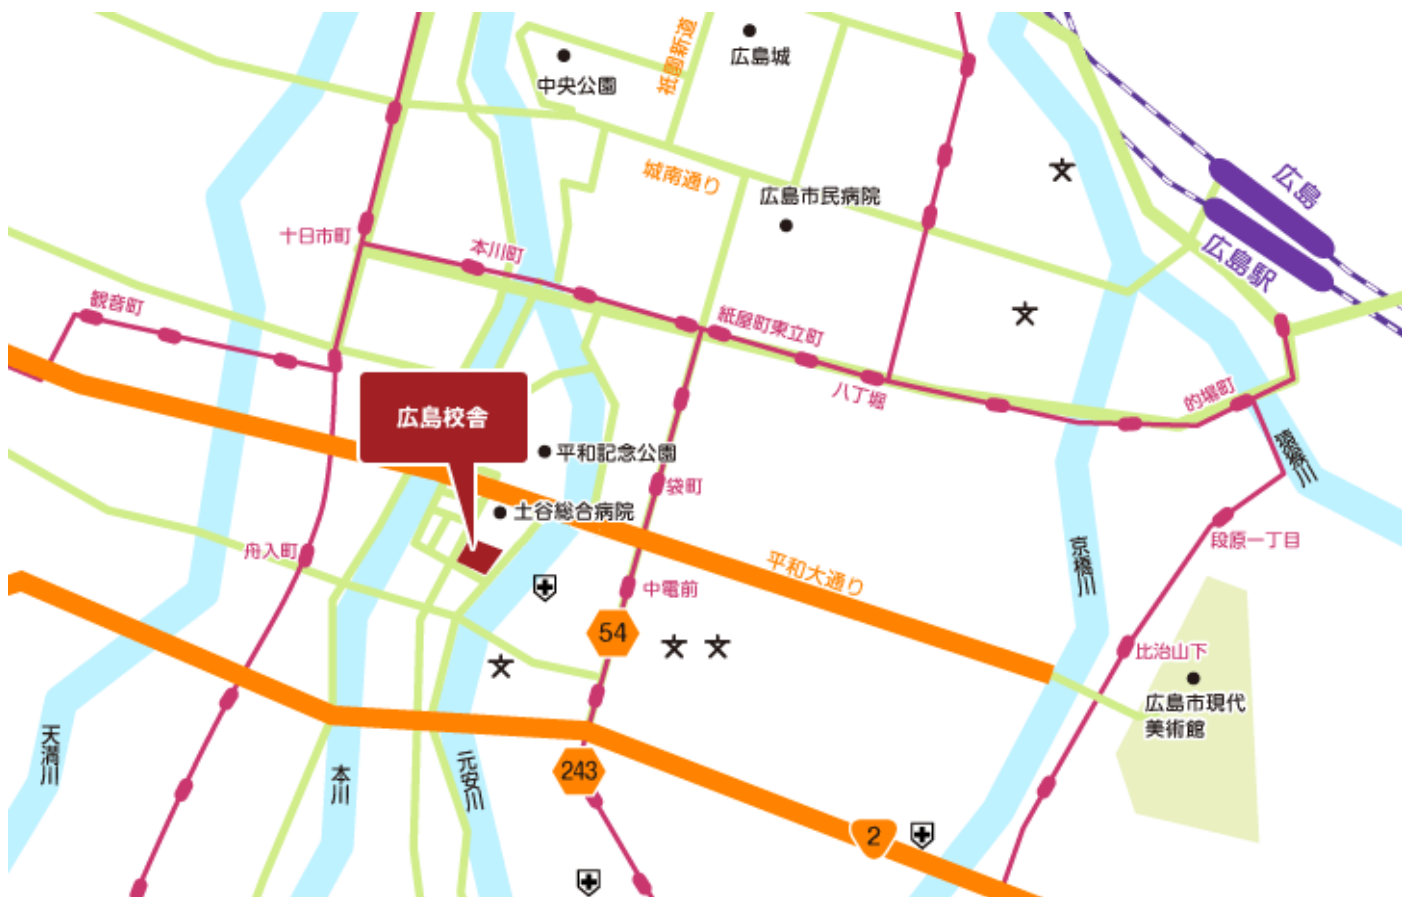 祇園新道
広島城
中央公園
城南通り
広島市民病院
広島
広島駅
十日市町
本川町
観音町
紙屋町東
立町
八丁堀
的場町
猿猴川
広島校舎
平和記念公園
袋町
土谷総合病院
段原一丁目
舟入町
京橋川
平和大通り
中電前
54
比治山下
広島市現代
美術館
天満川
本川
元安川
243
2